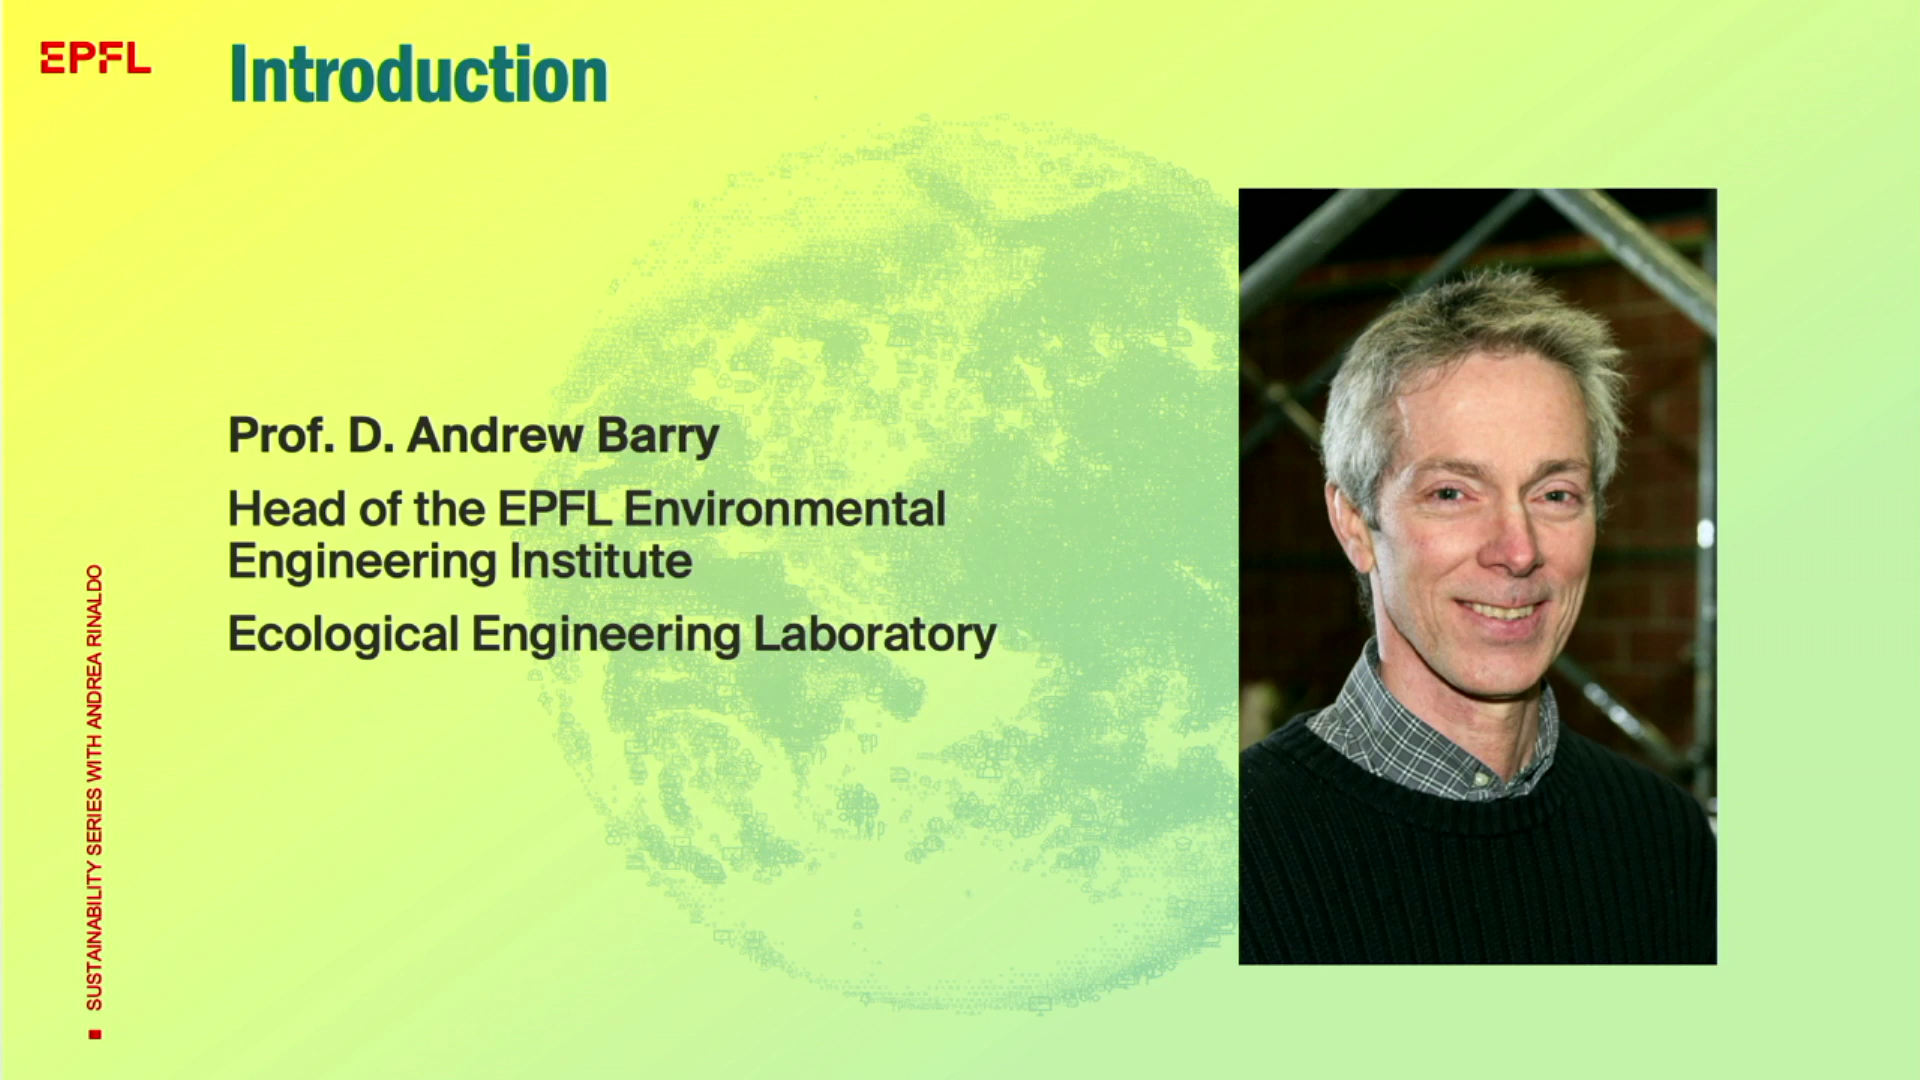 EPFL
Introduction
Prof. D. Andrew Barry
Head of the EPFL Environmental
Engineering Institute
Ecological Engineering Laboratory
SUSTAINABILITY SERIES WITH ANDREA RINALDO